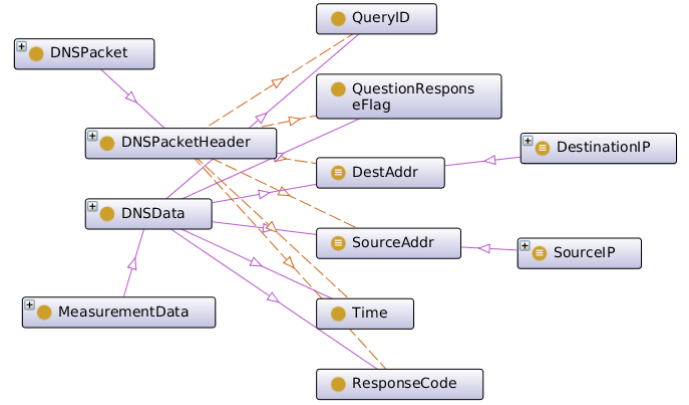 QueryID
DNSPacket
QuestionRespons
eFlag
DNSPacketHeader
DestinationIP
DestAddr
DNSData
SourceAddr
SourceIP
MeasurementData
Time
ResponseCode